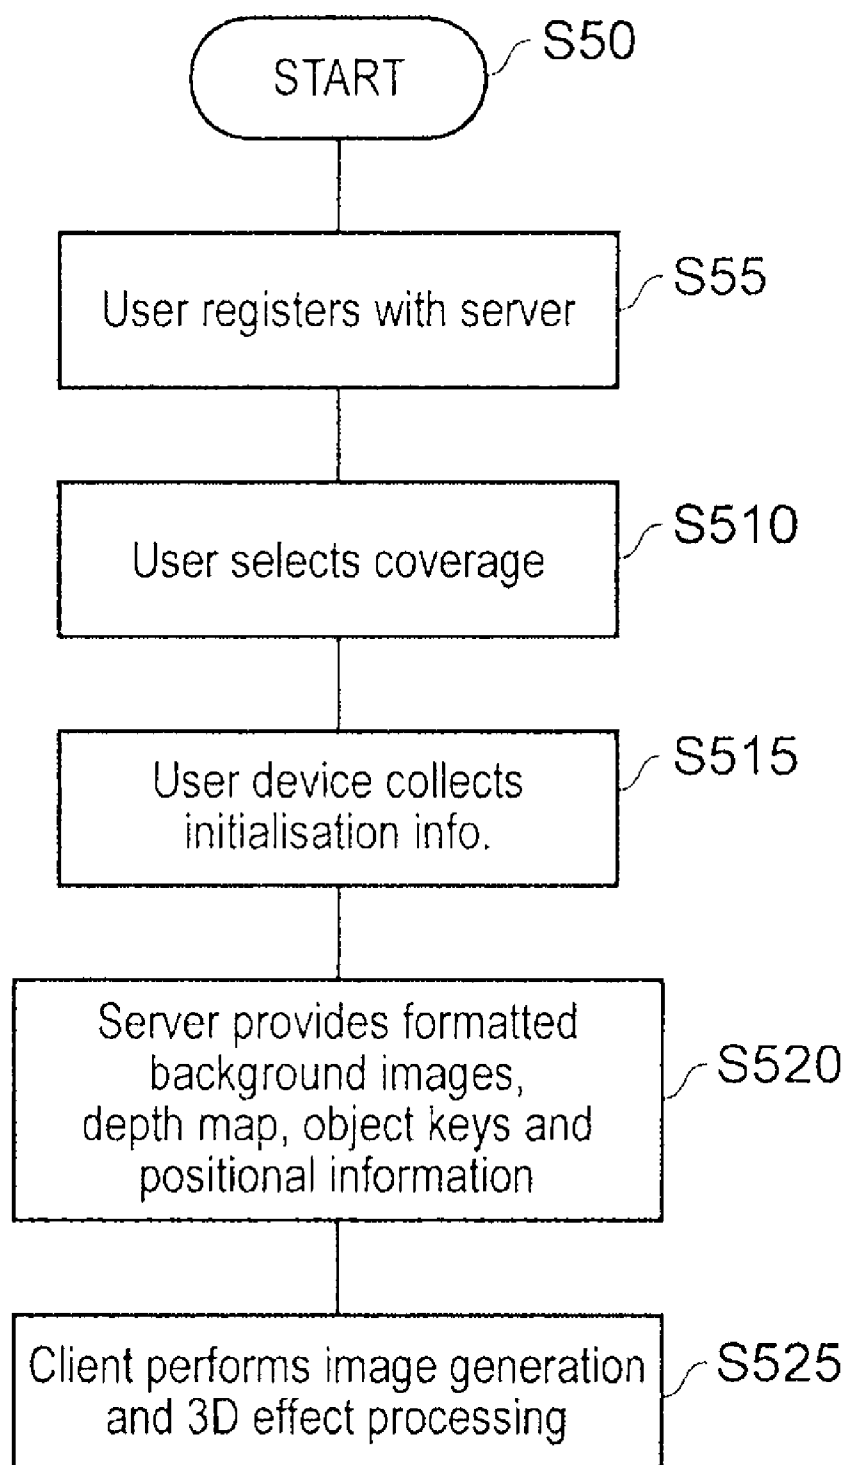 START
S50
User registers with server
S55
User selects coverage
S510
User device collects
initialisation info.
S515
Server provides formatted
background images,
depth map, object keys and
positional information
S520
Client performs image generation
and 3D effect processing
S525